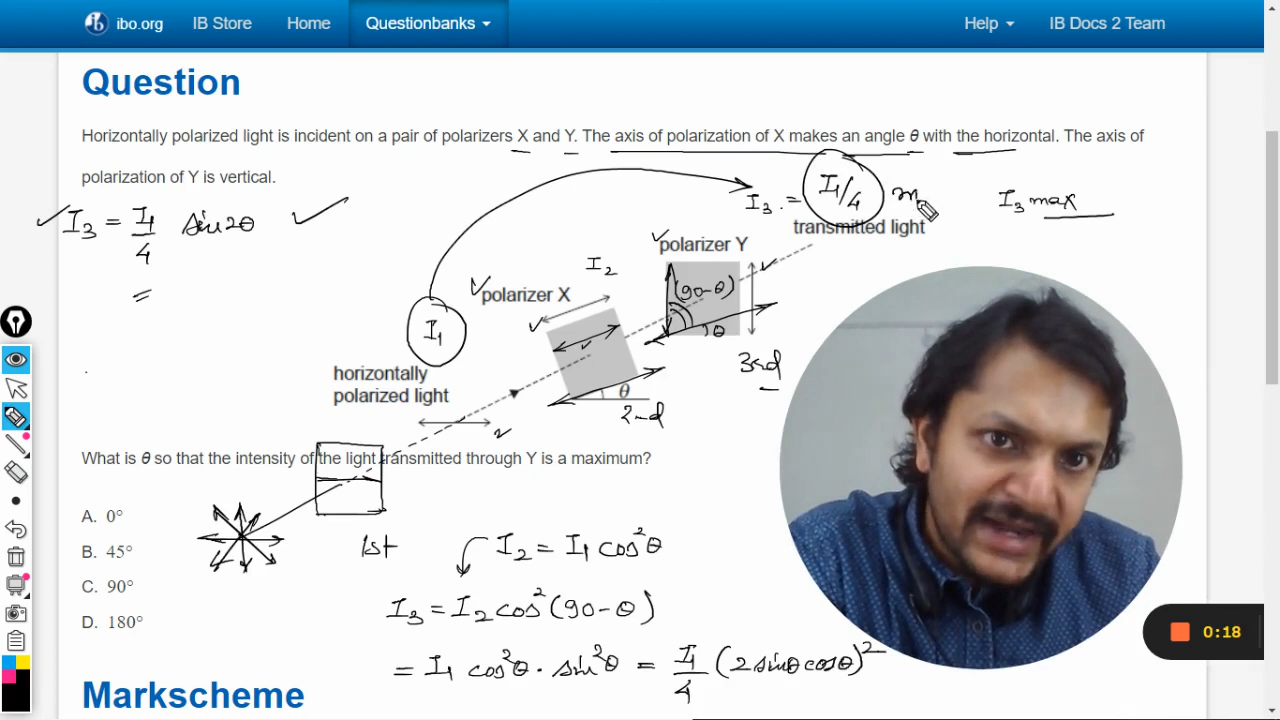 ibo.org IB Store Home Questionbanks Help IB Docs 2 Team
Question
Horizontally polarized light is incident on a pair of polarizers X and Y. The axis of polarization of X makes an angle θ with the horizontal. The axis of
polarization of Y is vertical.
I₃ = I₁/4 sin2θ
I₃ = I₁/4 m
I₃ max
transmitted light
polarizer Y
I₂
(90-θ)
polarizer X
θ
I₁
3rd
horizontally
polarized light
θ
2nd
What is θ so that the intensity of the light transmitted through Y is a maximum?
A. 0°
B. 45°
C. 90°
D. 180°
1st
I₂ = I₁ cos²θ
I₃ = I₂ cos²(90-θ)
= I₁ cos²θ · sin²θ = I₁/4 (2sinθcosθ)²
0:18
Markscheme